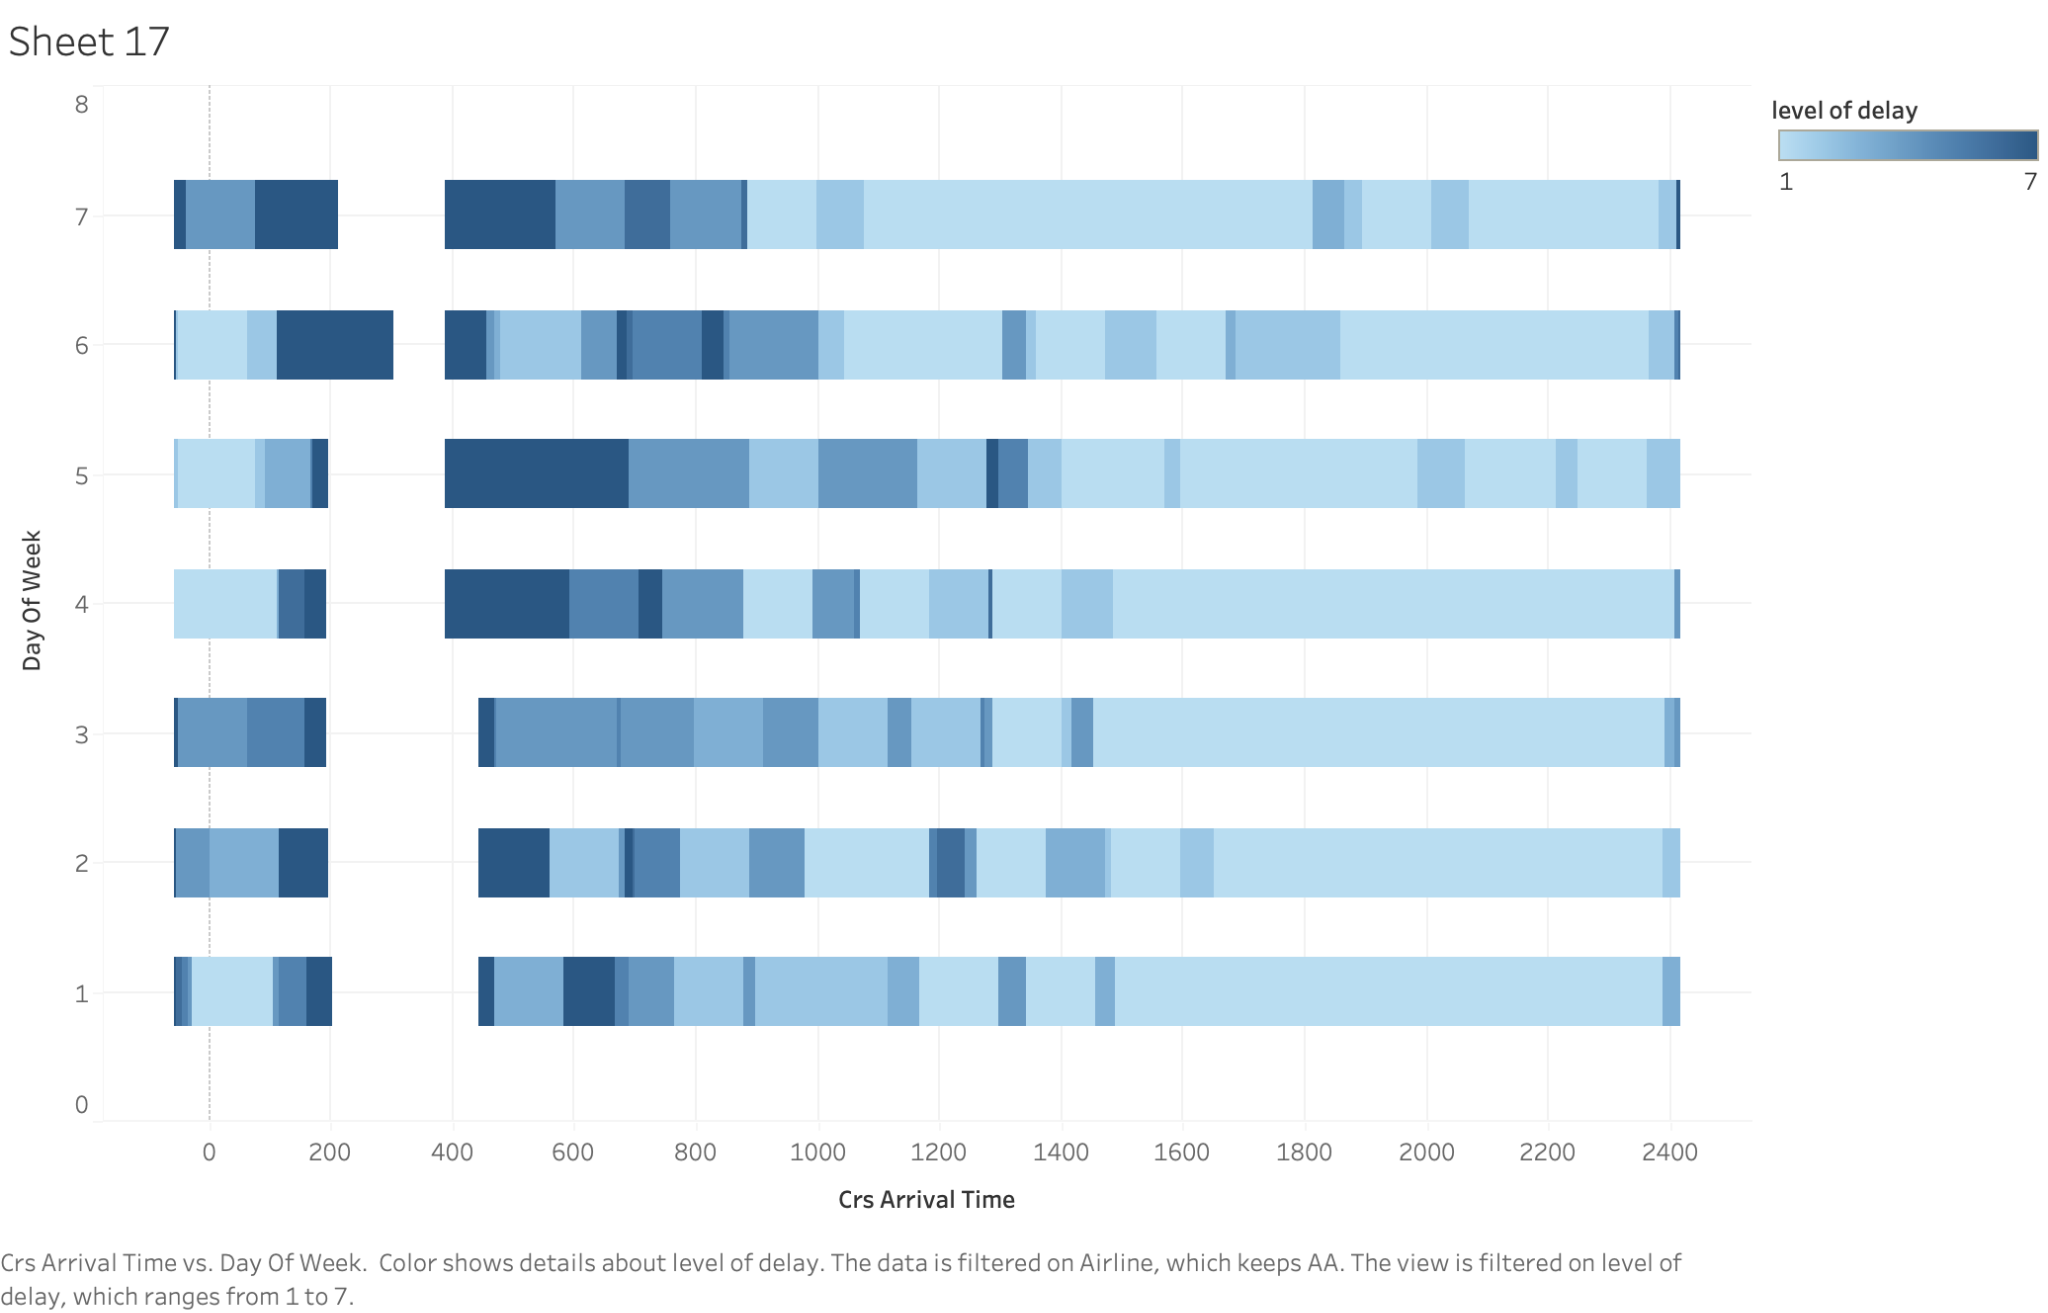 Sheet 17
level of delay
1 7
8
7
6
5
4
3
2
1
0
Day Of Week
0 200 400 600 800 1000 1200 1400 1600 1800 2000 2200 2400
Crs Arrival Time
Crs Arrival Time vs. Day Of Week.  Color shows details about level of delay. The data is filtered on Airline, which keeps AA. The view is filtered on level of
delay, which ranges from 1 to 7.